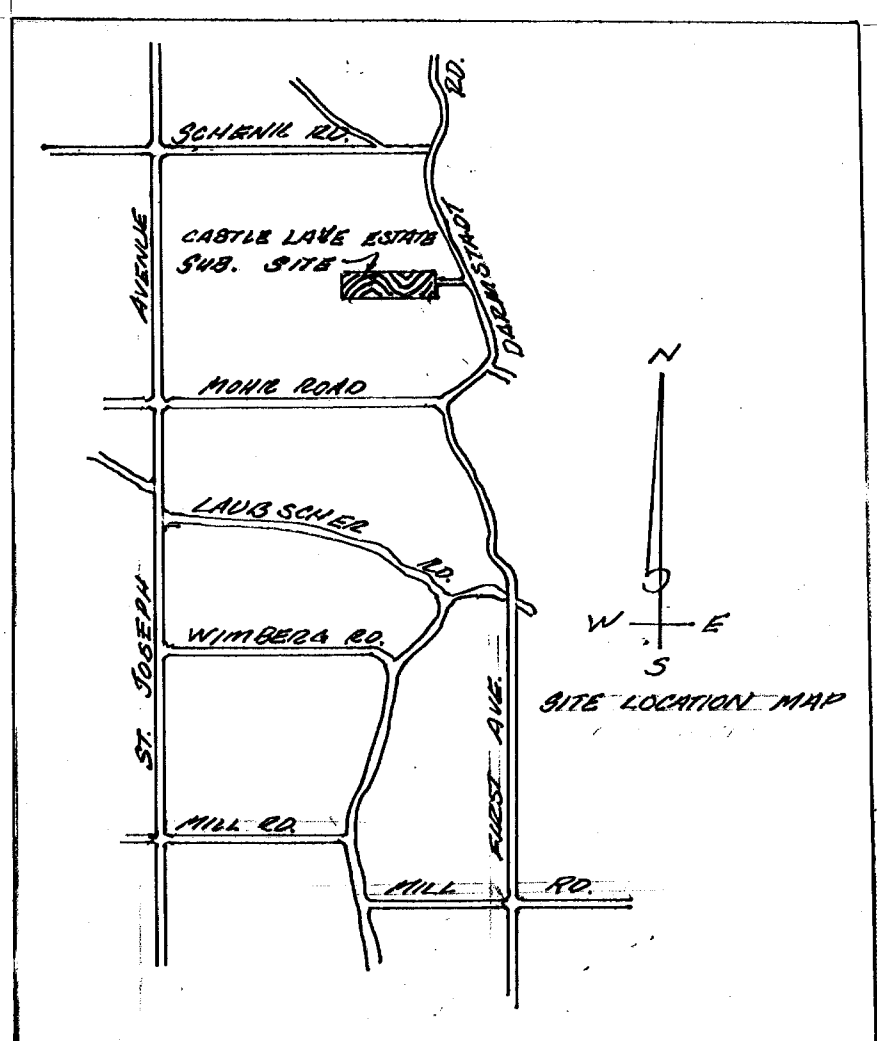 RD.
SCHENK RD.
AVENUE
CASTLE LAKE ESTATE
SUB. SITE
DARMSTADT
N
MOHR ROAD
LAUBSCHER
RD.
W E
S
WIMBERG RD.
ST. JOSEPH
SITE LOCATION MAP
FIRST AVE.
MILL RD.
MILL RD.